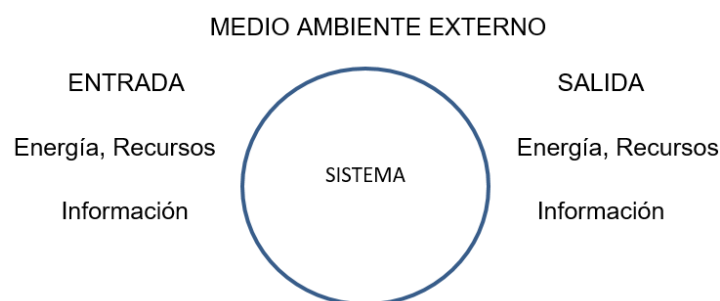 MEDIO AMBIENTE EXTERNO
ENTRADA
SALIDA
Energía, Recursos
SISTEMA
Energía, Recursos
Información
Información